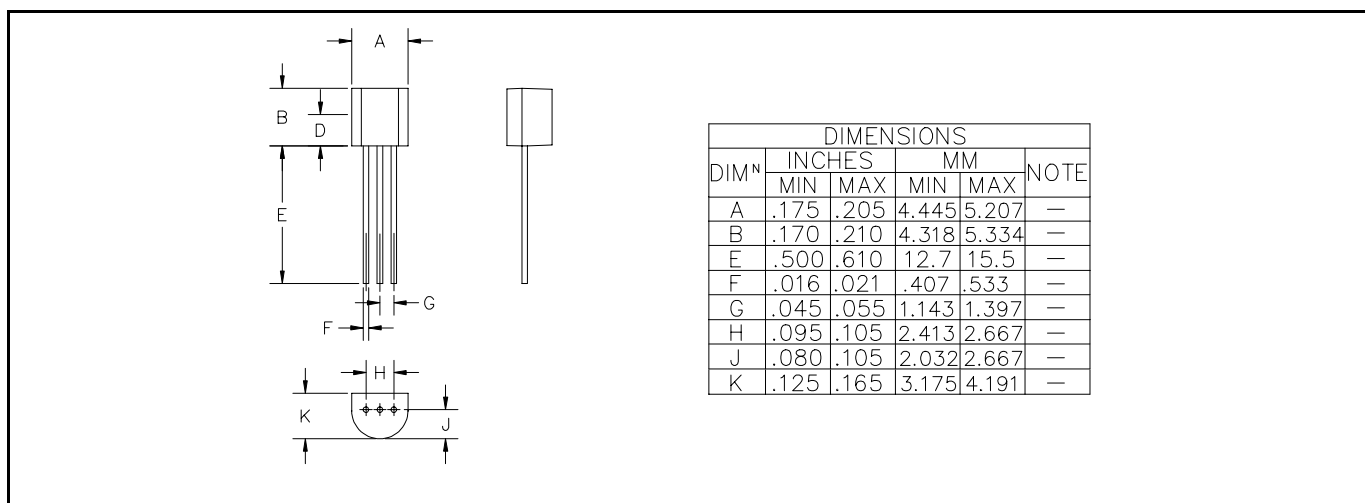 A
B
D
E
G
F
H
K
J
DIMENSIONS
DIMᴺ INCHES MM NOTE
MIN MAX MIN MAX
A .175 .205 4.445 5.207 —
B .170 .210 4.318 5.334 —
E .500 .610 12.7 15.5 —
F .016 .021 .407 .533 —
G .045 .055 1.143 1.397 —
H .095 .105 2.413 2.667 —
J .080 .105 2.032 2.667 —
K .125 .165 3.175 4.191 —